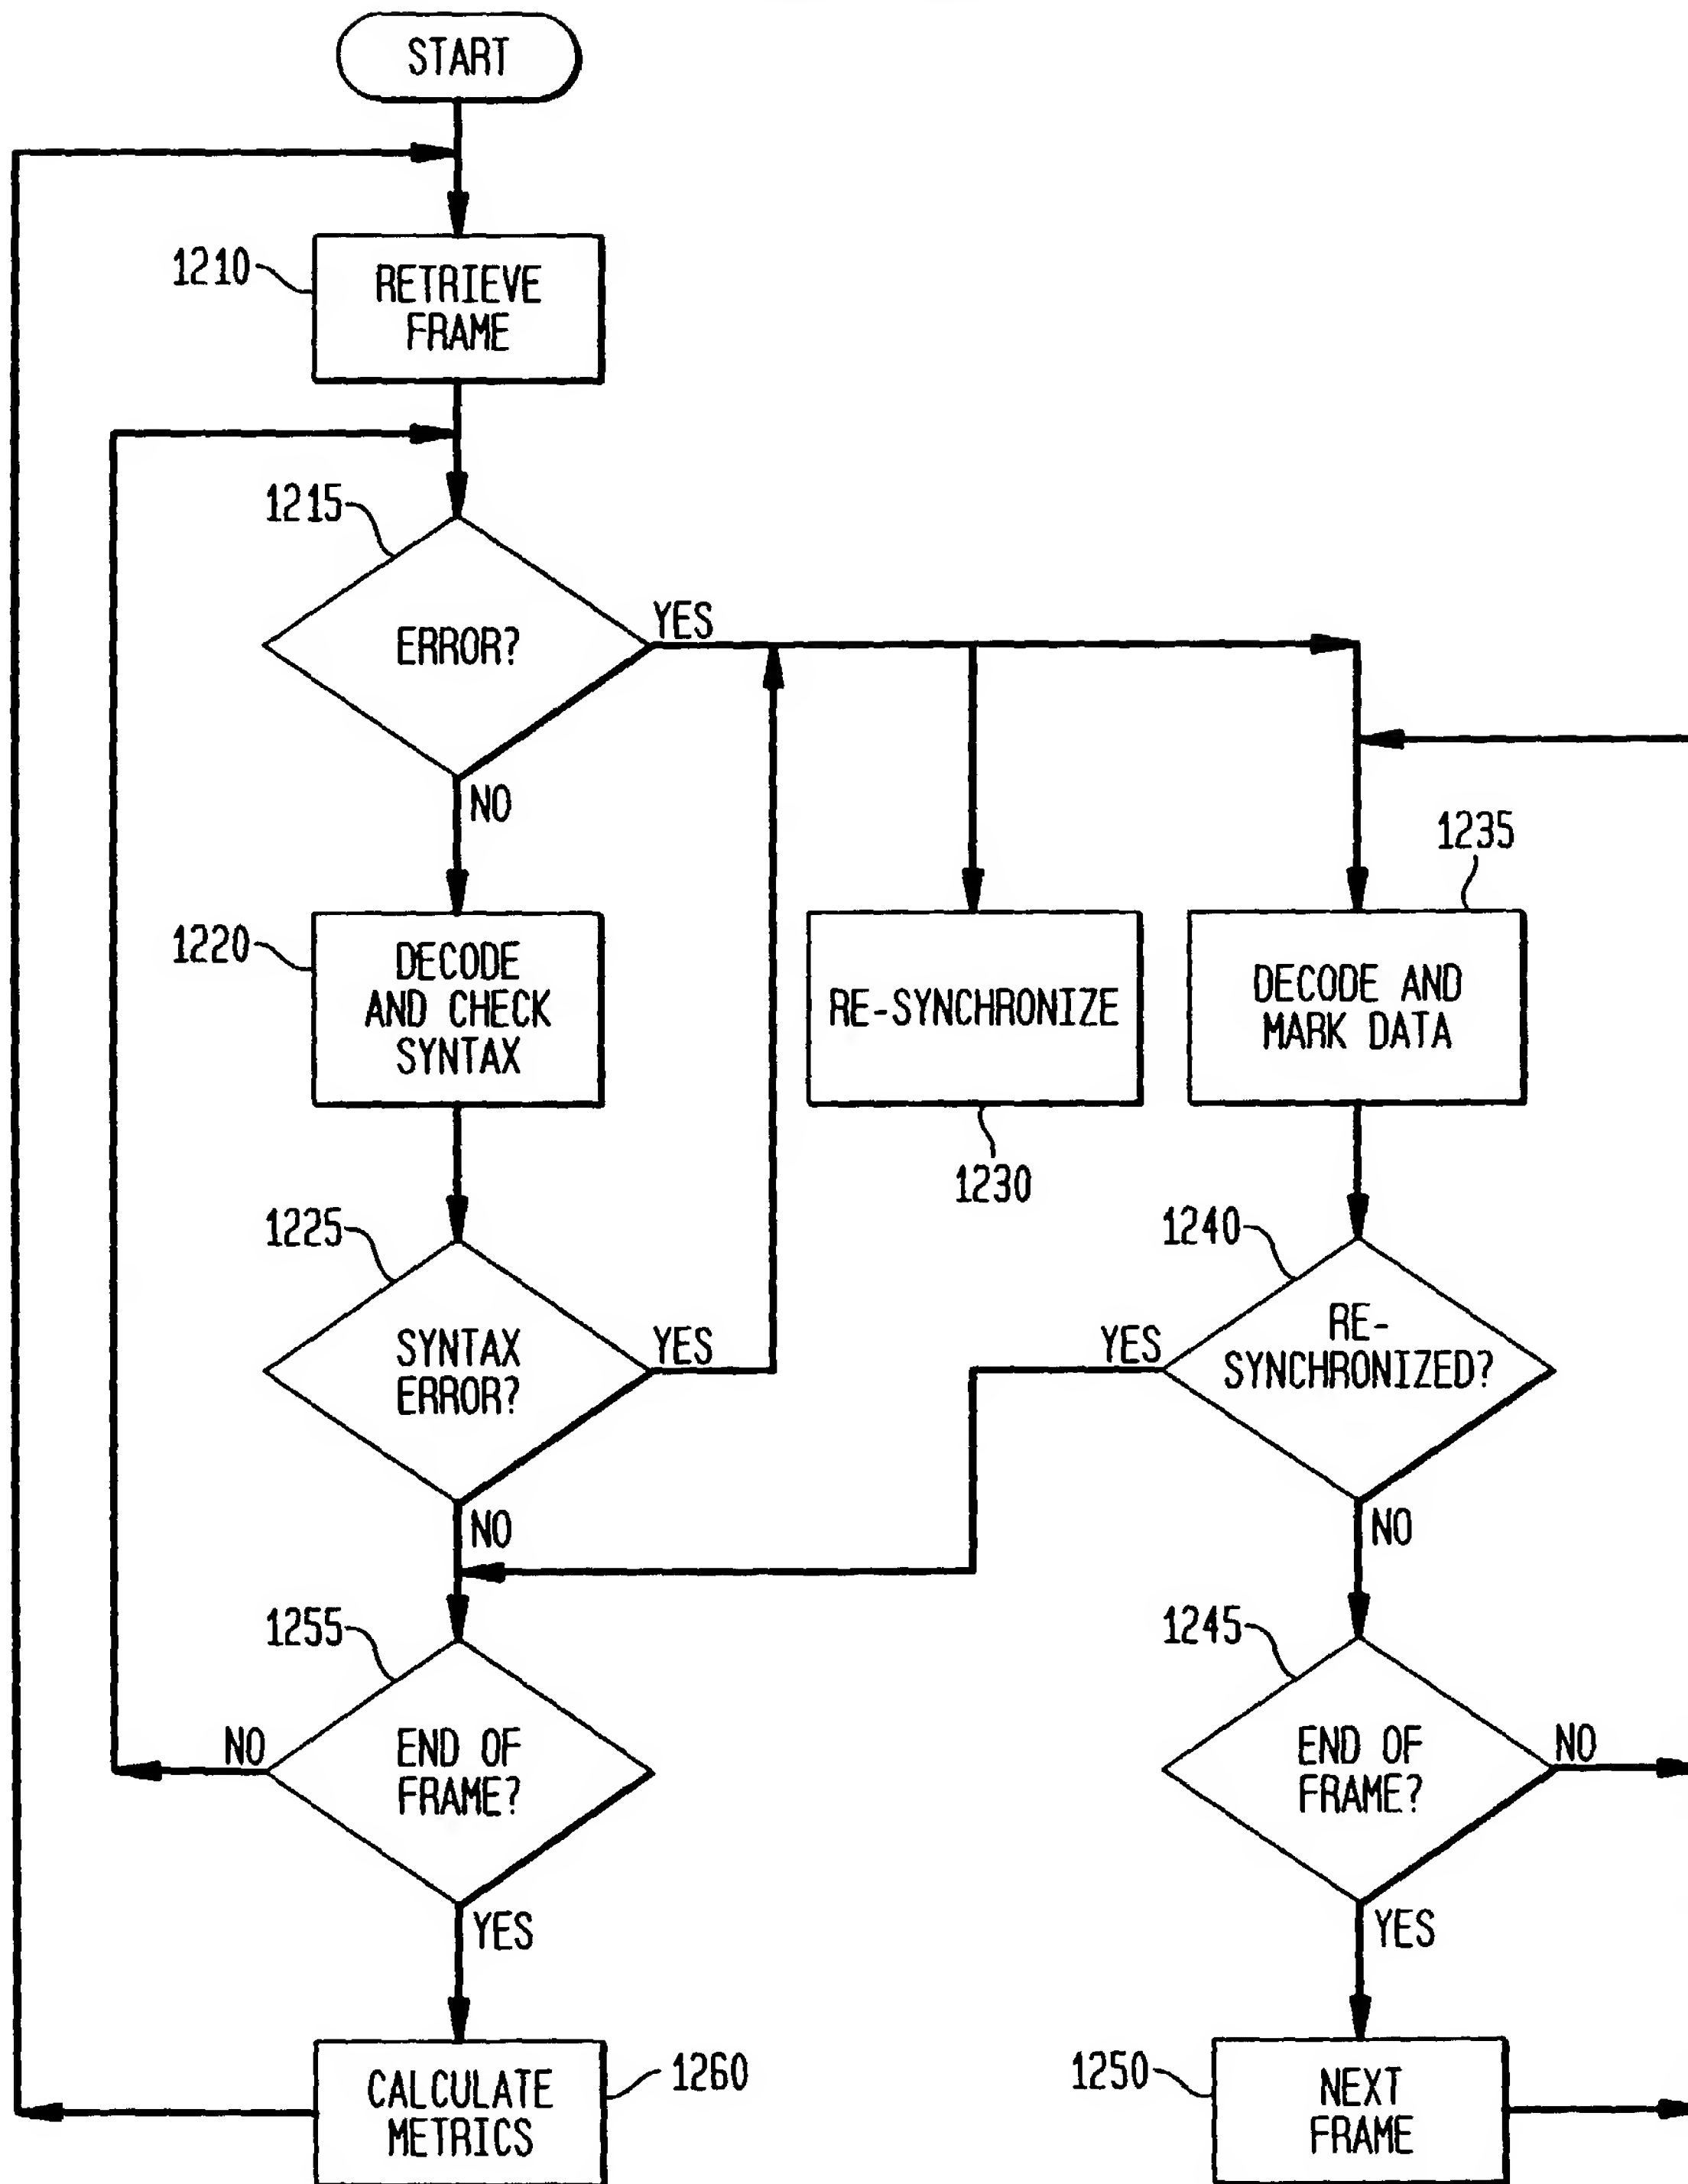 START
1210
RETRIEVE
FRAME
1215
ERROR?
YES
NO
1220
DECODE
AND CHECK
SYNTAX
RE-SYNCHRONIZE
1230
1235
DECODE AND
MARK DATA
1225
SYNTAX
ERROR?
YES
NO
1240
RE-
SYNCHRONIZED?
YES
NO
1255
END OF
FRAME?
NO
YES
1245
END OF
FRAME?
NO
YES
CALCULATE
METRICS
1260
1250
NEXT
FRAME